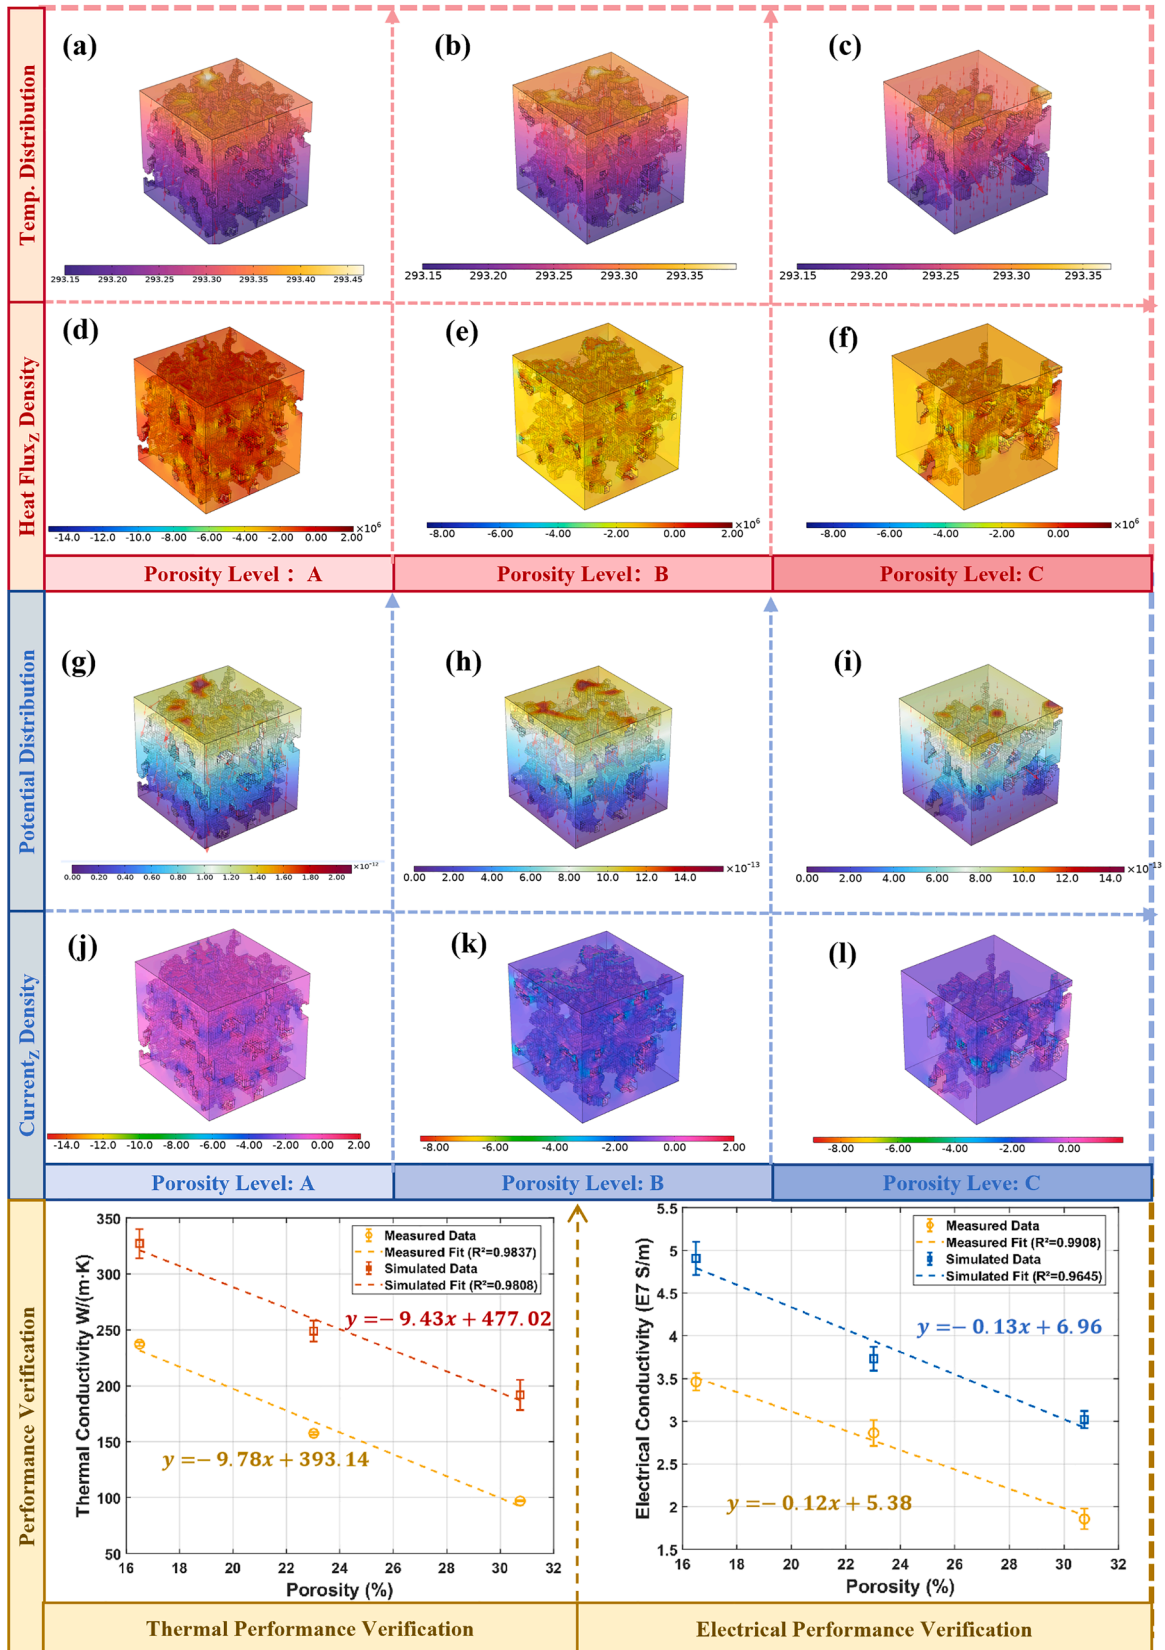 Temp. Distribution
(a)
(b)
(c)
293.15 293.20 293.25 293.30 293.35 293.40 293.45
293.15 293.20 293.25 293.30 293.35
293.15 293.20 293.25 293.30 293.35
Heat Flux_Z Density
(d)
(e)
(f)
-14.0 -12.0 -10.0 -8.00 -6.00 -4.00 -2.00 0.00 2.00 ×10⁶
-8.00 -6.00 -4.00 -2.00 0.00 2.00 ×10⁶
-8.00 -6.00 -4.00 -2.00 0.00 ×10⁶
Porosity Level： A
Porosity Level： B
Porosity Level: C
Potential Distribution
(g)
(h)
(i)
0.00 0.20 0.40 0.60 0.80 1.00 1.20 1.40 1.60 1.80 2.00 ×10⁻¹²
0.00 2.00 4.00 6.00 8.00 10.0 12.0 14.0 ×10⁻¹³
0.00 2.00 4.00 6.00 8.00 10.0 12.0 14.0 ×10⁻¹³
Current_Z Density
(j)
(k)
(l)
-14.0 -12.0 -10.0 -8.00 -6.00 -4.00 -2.00 0.00 2.00
-8.00 -6.00 -4.00 -2.00 0.00 2.00
-8.00 -6.00 -4.00 -2.00 0.00
Porosity Level: A
Porosity Level: B
Porosity Leve: C
Performance Verification
Thermal Conductivity W/(m·K)
350
300
250
200
150
100
50
16 18 20 22 24 26 28 30 32
Porosity (%)
Measured Data
Measured Fit (R²=0.9837)
Simulated Data
Simulated Fit (R²=0.9808)
y=−9.43x+477.02
y=−9.78x+393.14
Electrical Conductivity (E7 S/m)
5.5
5
4.5
4
3.5
3
2.5
2
1.5
16 18 20 22 24 26 28 30 32
Porosity (%)
Measured Data
Measured Fit (R²=0.9908)
Simulated Data
Simulated Fit (R²=0.9645)
y=−0.13x+6.96
y=−0.12x+5.38
Thermal Performance Verification
Electrical Performance Verification